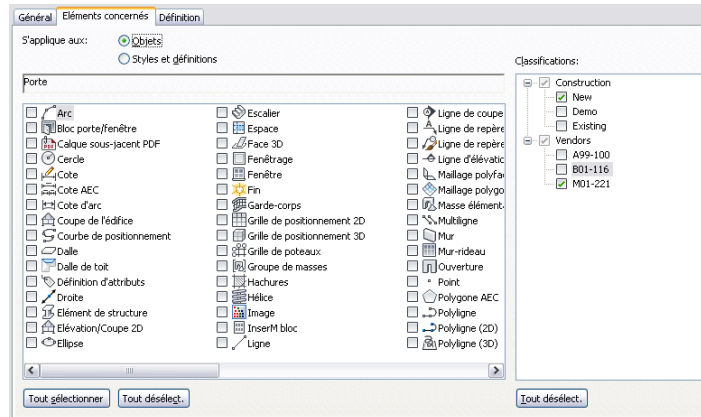 Général Eléments concernés Définition
S'applique aux: Objets
Styles et définitions
Classifications:
Porte
Arc
Bloc porte/fenêtre
Calque sous-jacent PDF
Cercle
Cote
Cote AEC
Cote d'arc
Coupe de l'édifice
Courbe de positionnement
Dalle
Dalle de toit
Définition d'attributs
Droite
Elément de structure
Elévation/Coupe 2D
Ellipse
Escalier
Espace
Face 3D
Fenêtrage
Fenêtre
Fin
Garde-corps
Grille de positionnement 2D
Grille de positionnement 3D
Grille de poteaux
Groupe de masses
Hachures
Hélice
Image
InserM bloc
Ligne
Ligne de coupe
Ligne de repère
Ligne de repère
Ligne d'élévatic
Maillage polyfac
Maillage polygo
Masse élément.
Multiligne
Mur
Mur-rideau
Ouverture
Point
Polygone AEC
Polyligne
Polyligne (2D)
Polyligne (3D)
Construction
New
Demo
Existing
Vendors
A99-100
B01-116
M01-221
Tout sélectionner Tout désélect. Tout désélect.